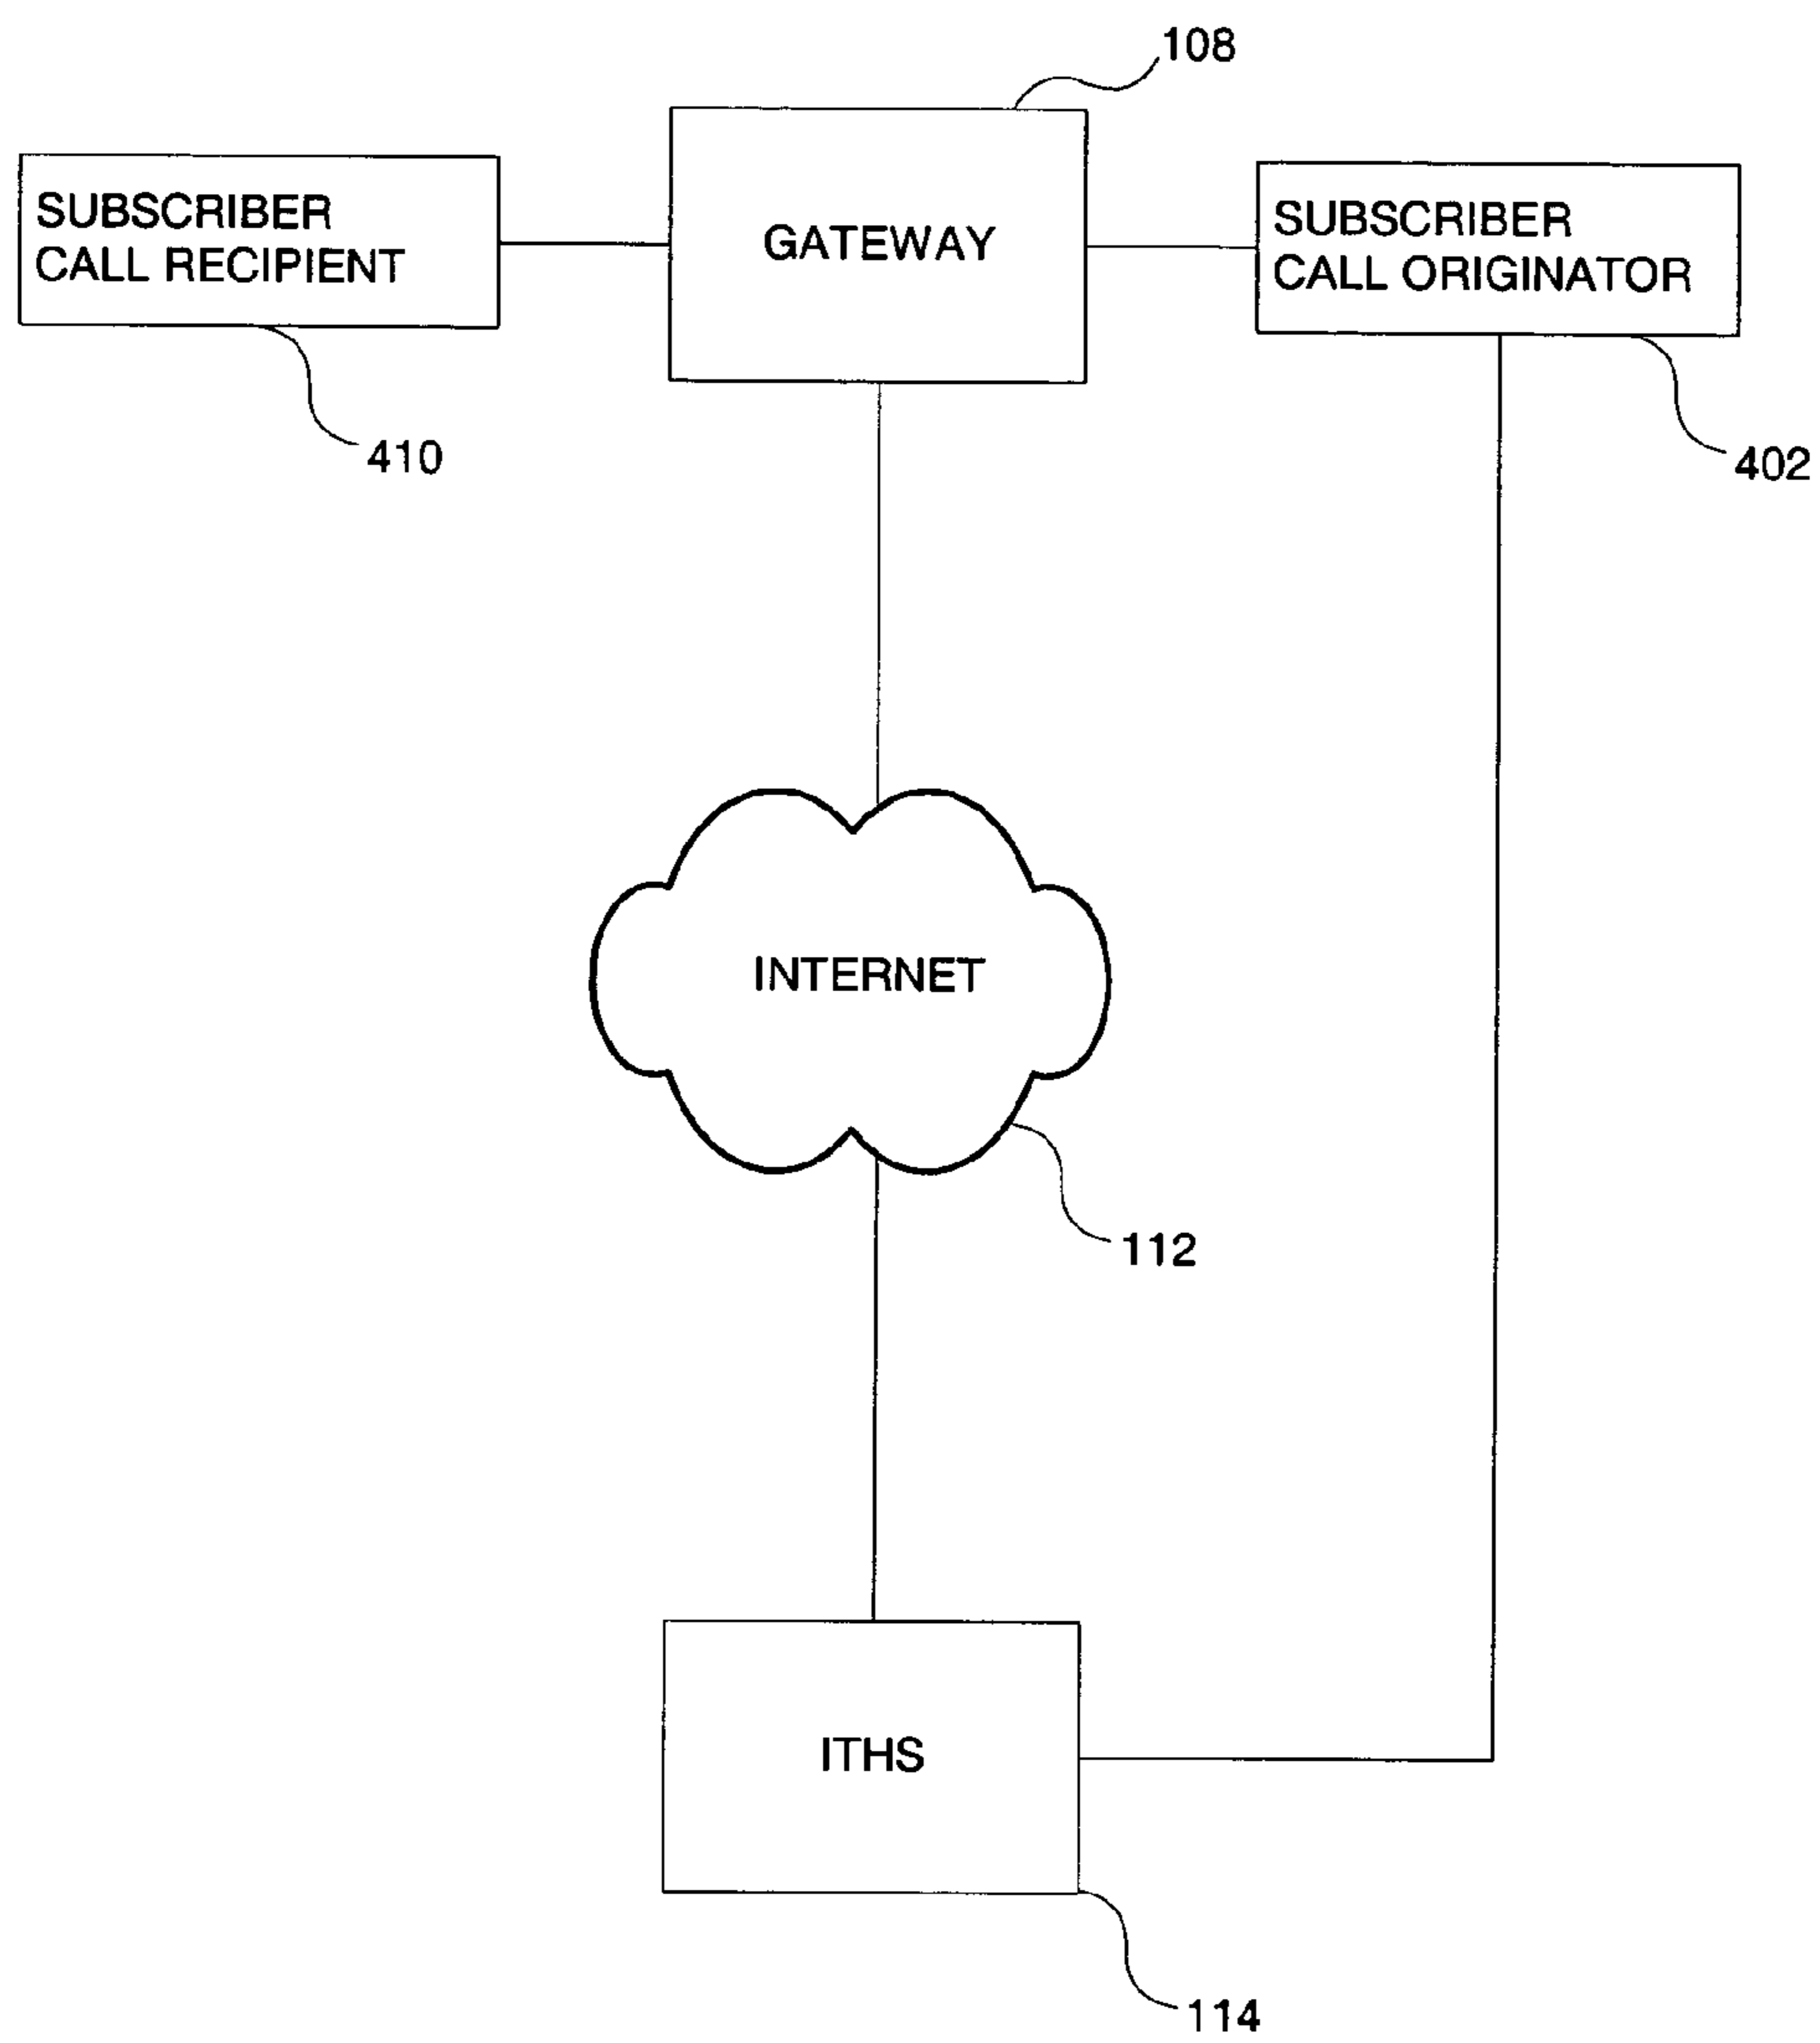 108
SUBSCRIBER
CALL RECIPIENT
GATEWAY
SUBSCRIBER
CALL ORIGINATOR
410
402
INTERNET
112
ITHS
114